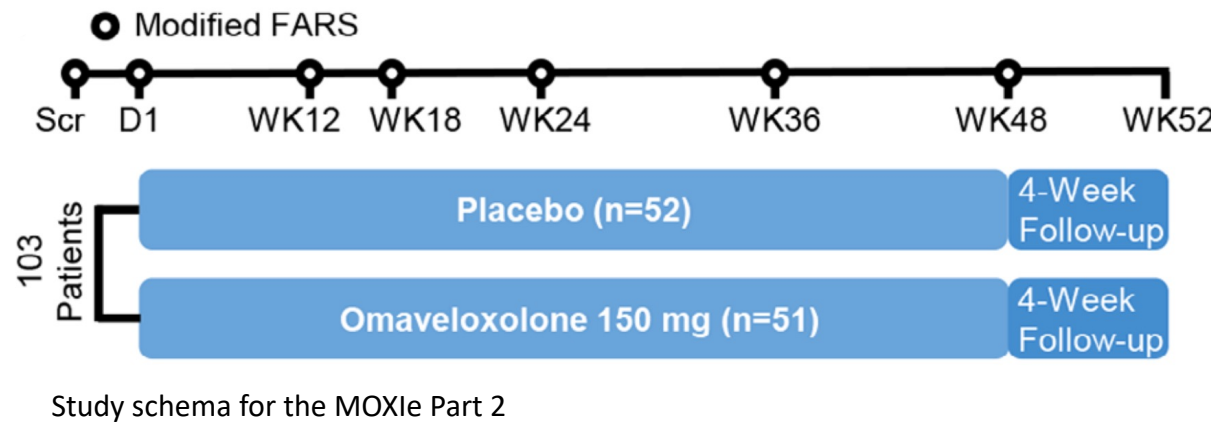 Modified FARS
Scr D1 WK12 WK18 WK24 WK36 WK48 WK52
103
Patients
Placebo (n=52)
4-Week
Follow-up
Omaveloxolone 150 mg (n=51)
4-Week
Follow-up
Study schema for the MOXIe Part 2